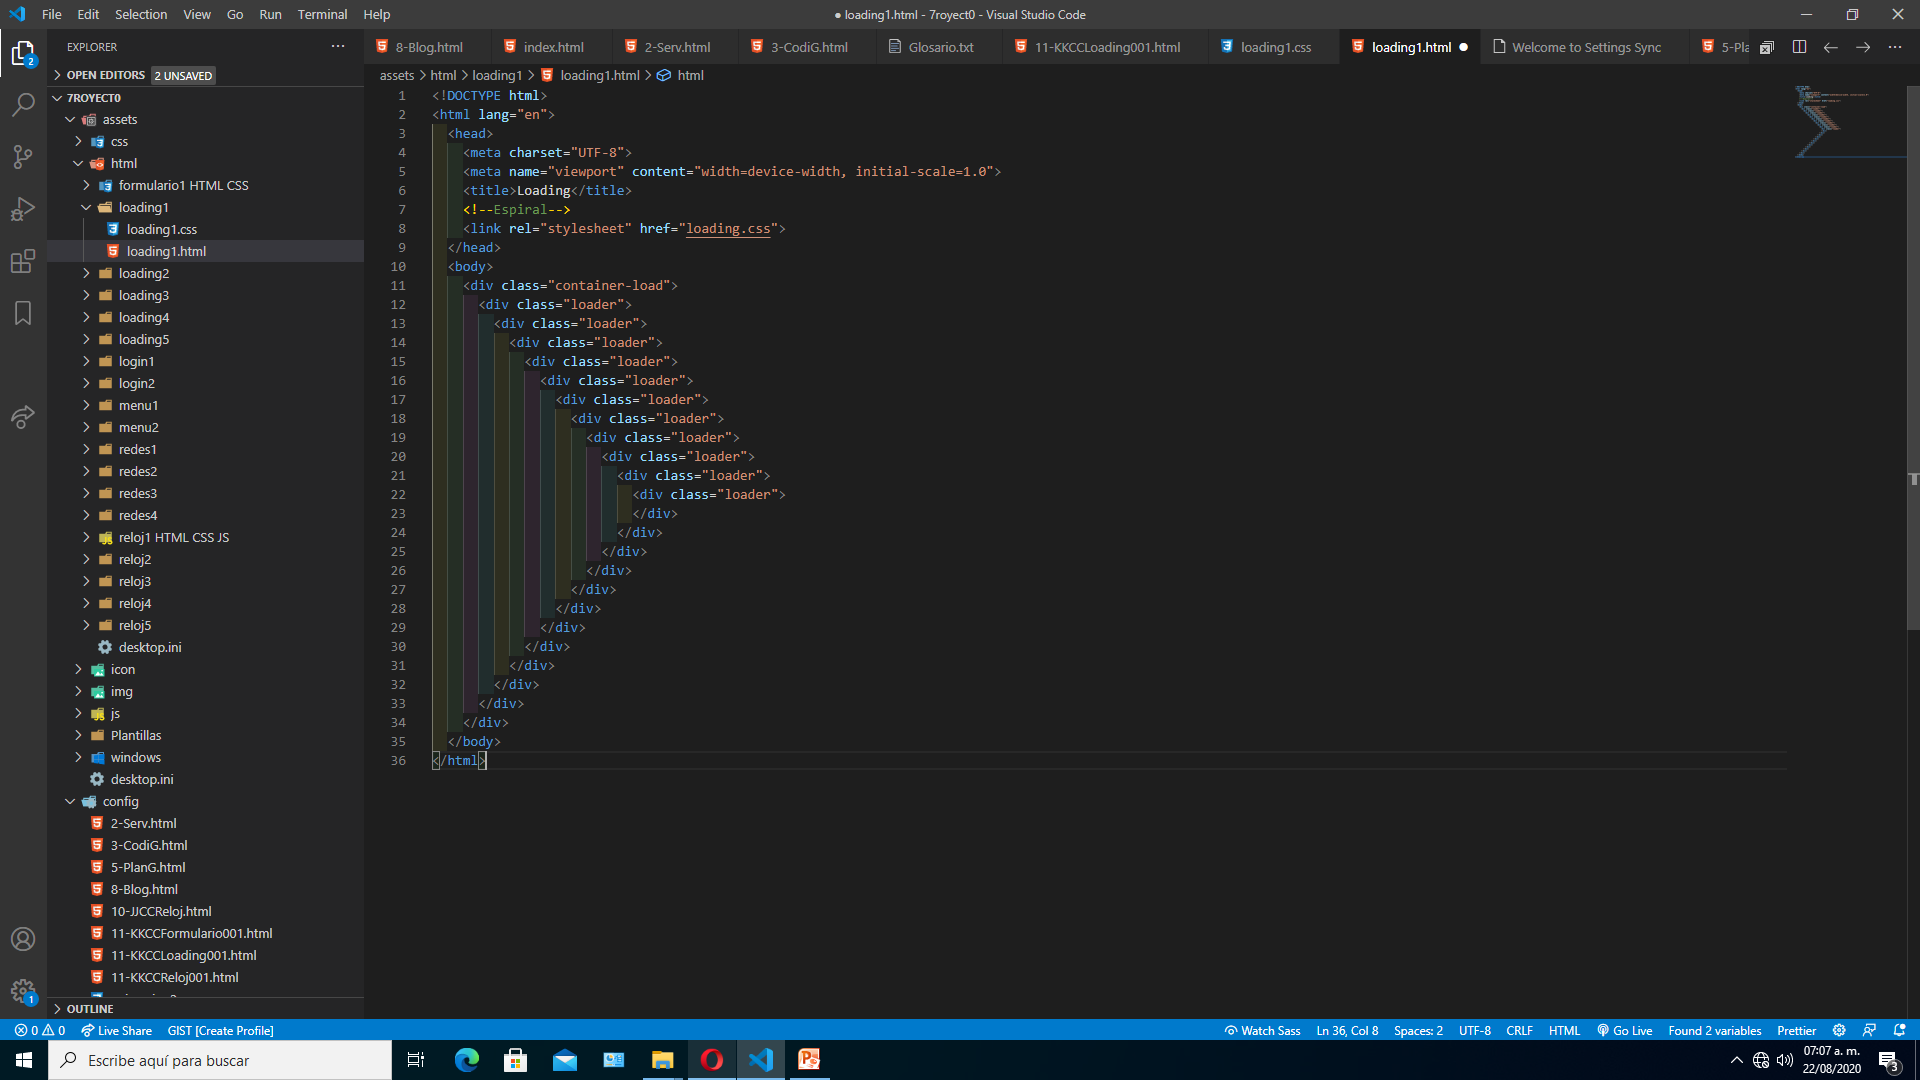 File Edit Selection View Go Run Terminal Help
● loading1.html - 7royect0 - Visual Studio Code
EXPLORER
8-Blog.html index.html 2-Serv.html 3-CodiG.html Glosario.txt 11-KKCCLoading001.html loading1.css loading1.html Welcome to Settings Sync 5-Pla
OPEN EDITORS 2 UNSAVED
7ROYECT0
assets
css
html
formulario1 HTML CSS
loading1
loading1.css
loading1.html
loading2
loading3
loading4
loading5
login1
login2
menu1
menu2
redes1
redes2
redes3
redes4
reloj1 HTML CSS JS
reloj2
reloj3
reloj4
reloj5
desktop.ini
icon
img
js
Plantillas
windows
desktop.ini
config
2-Serv.html
3-CodiG.html
5-PlanG.html
8-Blog.html
10-JJCCReloj.html
11-KKCCFormulario001.html
11-KKCCLoading001.html
11-KKCCReloj001.html
OUTLINE
assets > html > loading1 > loading1.html > html
1 <!DOCTYPE html>
2 <html lang="en">
3 <head>
4 <meta charset="UTF-8">
5 <meta name="viewport" content="width=device-width, initial-scale=1.0">
6 <title>Loading</title>
7 <!--Espiral-->
8 <link rel="stylesheet" href="loading.css">
9 </head>
10 <body>
11 <div class="container-load">
12 <div class="loader">
13 <div class="loader">
14 <div class="loader">
15 <div class="loader">
16 <div class="loader">
17 <div class="loader">
18 <div class="loader">
19 <div class="loader">
20 <div class="loader">
21 <div class="loader">
22 <div class="loader">
23 </div>
24 </div>
25 </div>
26 </div>
27 </div>
28 </div>
29 </div>
30 </div>
31 </div>
32 </div>
33 </div>
34 </div>
35 </body>
36 </html>
0 0 Live Share GIST [Create Profile]
Watch Sass Ln 36, Col 8 Spaces: 2 UTF-8 CRLF HTML Go Live Found 2 variables Prettier
Escribe aquí para buscar
07:07 a. m.
22/08/2020
3
2
1